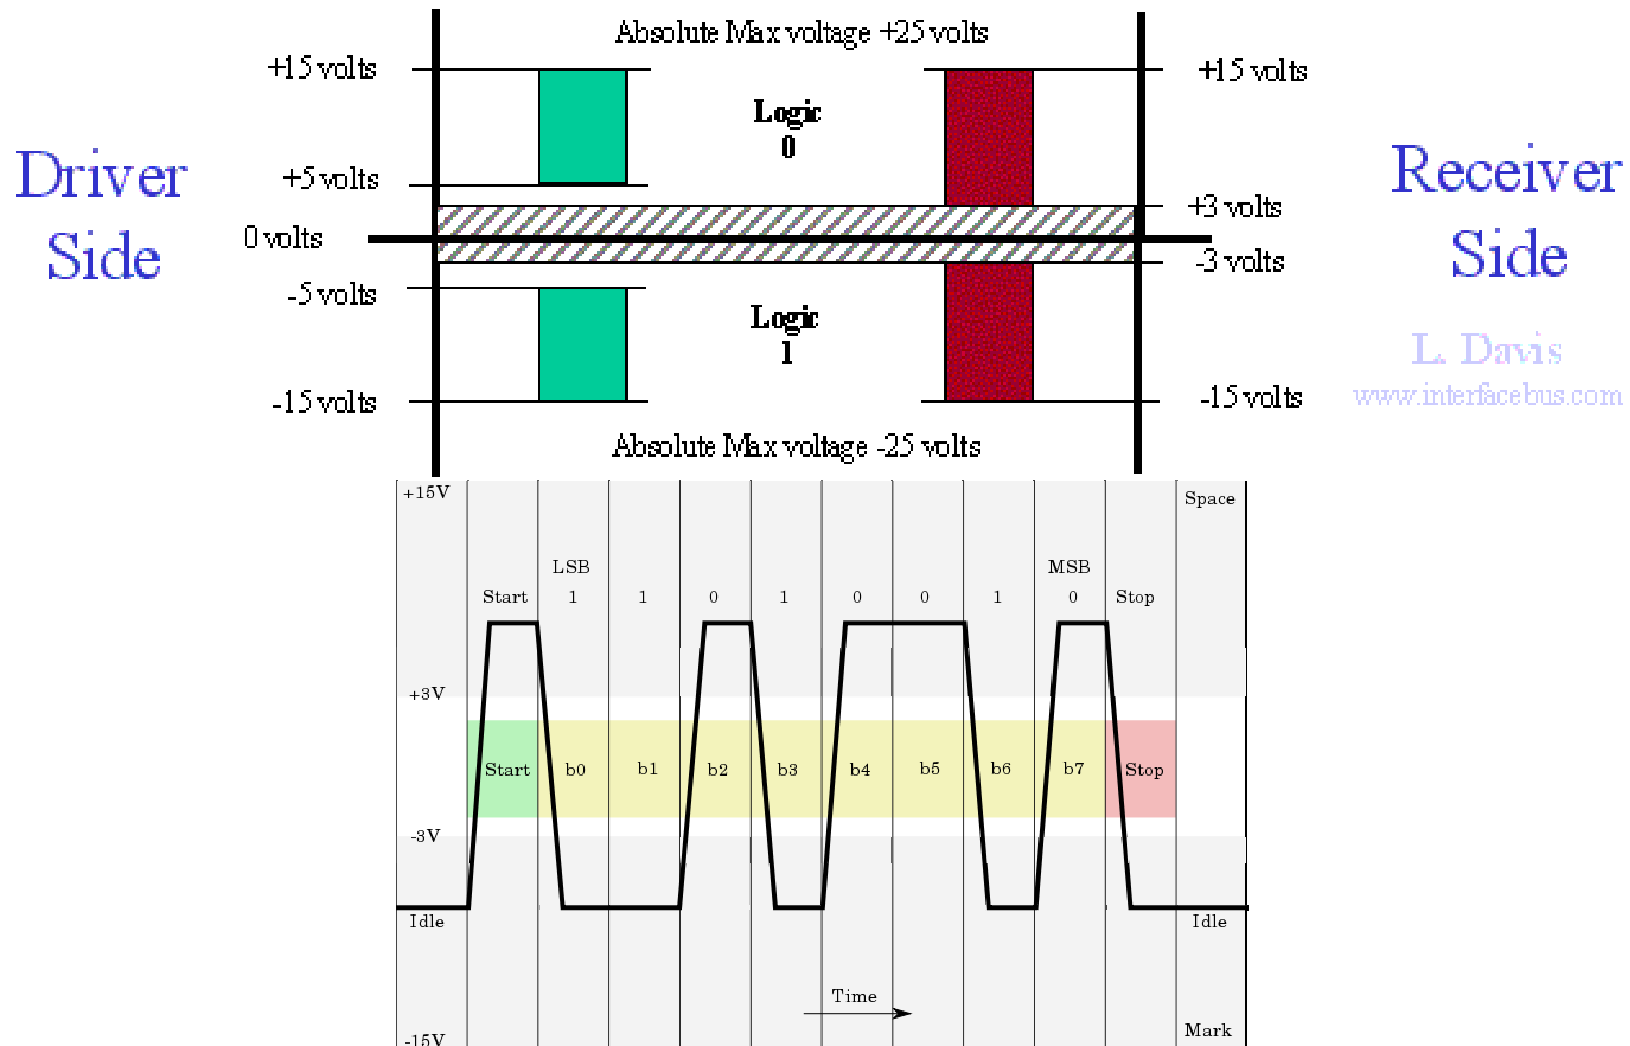 Absolute Max voltage +25 volts
+15 volts
+15 volts
Logic
0
Driver
Side
Receiver
Side
+5 volts
+3 volts
0 volts
-3 volts
-5 volts
Logic
1
L. Davis
www.interfacebus.com
-15 volts
-15 volts
Absolute Max voltage -25 volts
+15V
Space
LSB
MSB
Start 1 1 0 1 0 0 1 0 Stop
+3V
Start b0 b1 b2 b3 b4 b5 b6 b7 Stop
-3V
Idle
Idle
Time
Mark
-15V